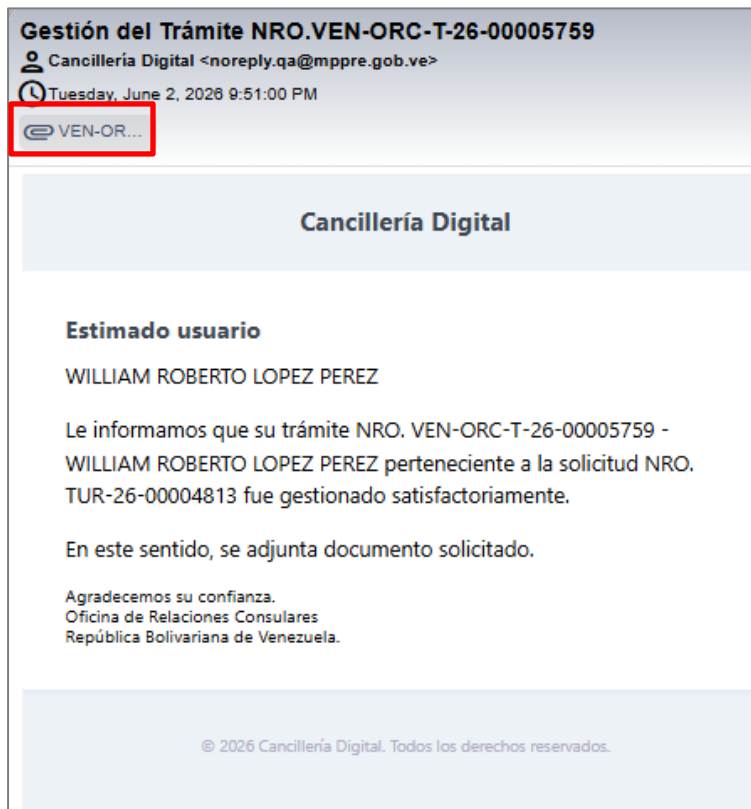 Gestión del Trámite NRO.VEN-ORC-T-26-00005759
Cancillería Digital <noreply.qa@mppre.gob.ve>
Tuesday, June 2, 2026 9:51:00 PM
VEN-OR...
Cancillería Digital
Estimado usuario
WILLIAM ROBERTO LOPEZ PEREZ
Le informamos que su trámite NRO. VEN-ORC-T-26-00005759 -
WILLIAM ROBERTO LOPEZ PEREZ perteneciente a la solicitud NRO.
TUR-26-00004813 fue gestionado satisfactoriamente.
En este sentido, se adjunta documento solicitado.
Agradecemos su confianza.
Oficina de Relaciones Consulares
República Bolivariana de Venezuela.
© 2026 Cancillería Digital. Todos los derechos reservados.